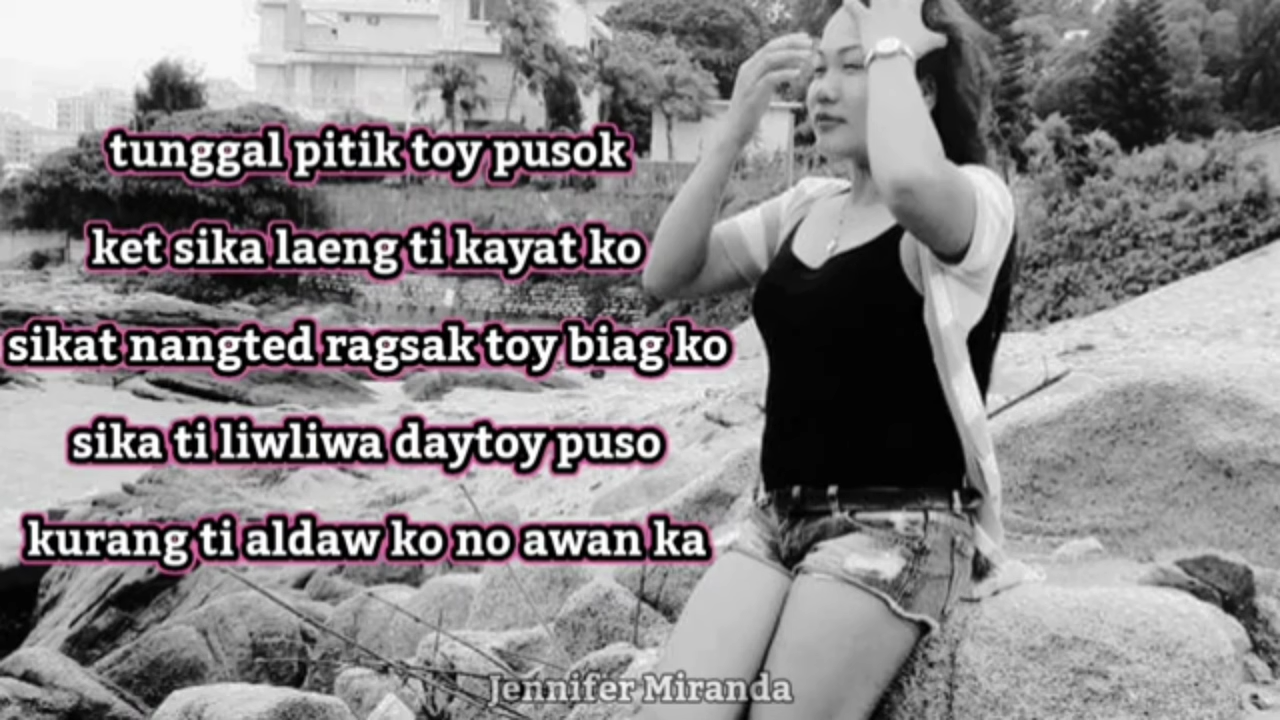 tunggal pitik toy pusok
ket sika laeng ti kayat ko
sikat nangted ragsak toy biag ko
sika ti liwliwa daytoy puso
kurang ti aldaw ko no awan ka
Jennifer Miranda